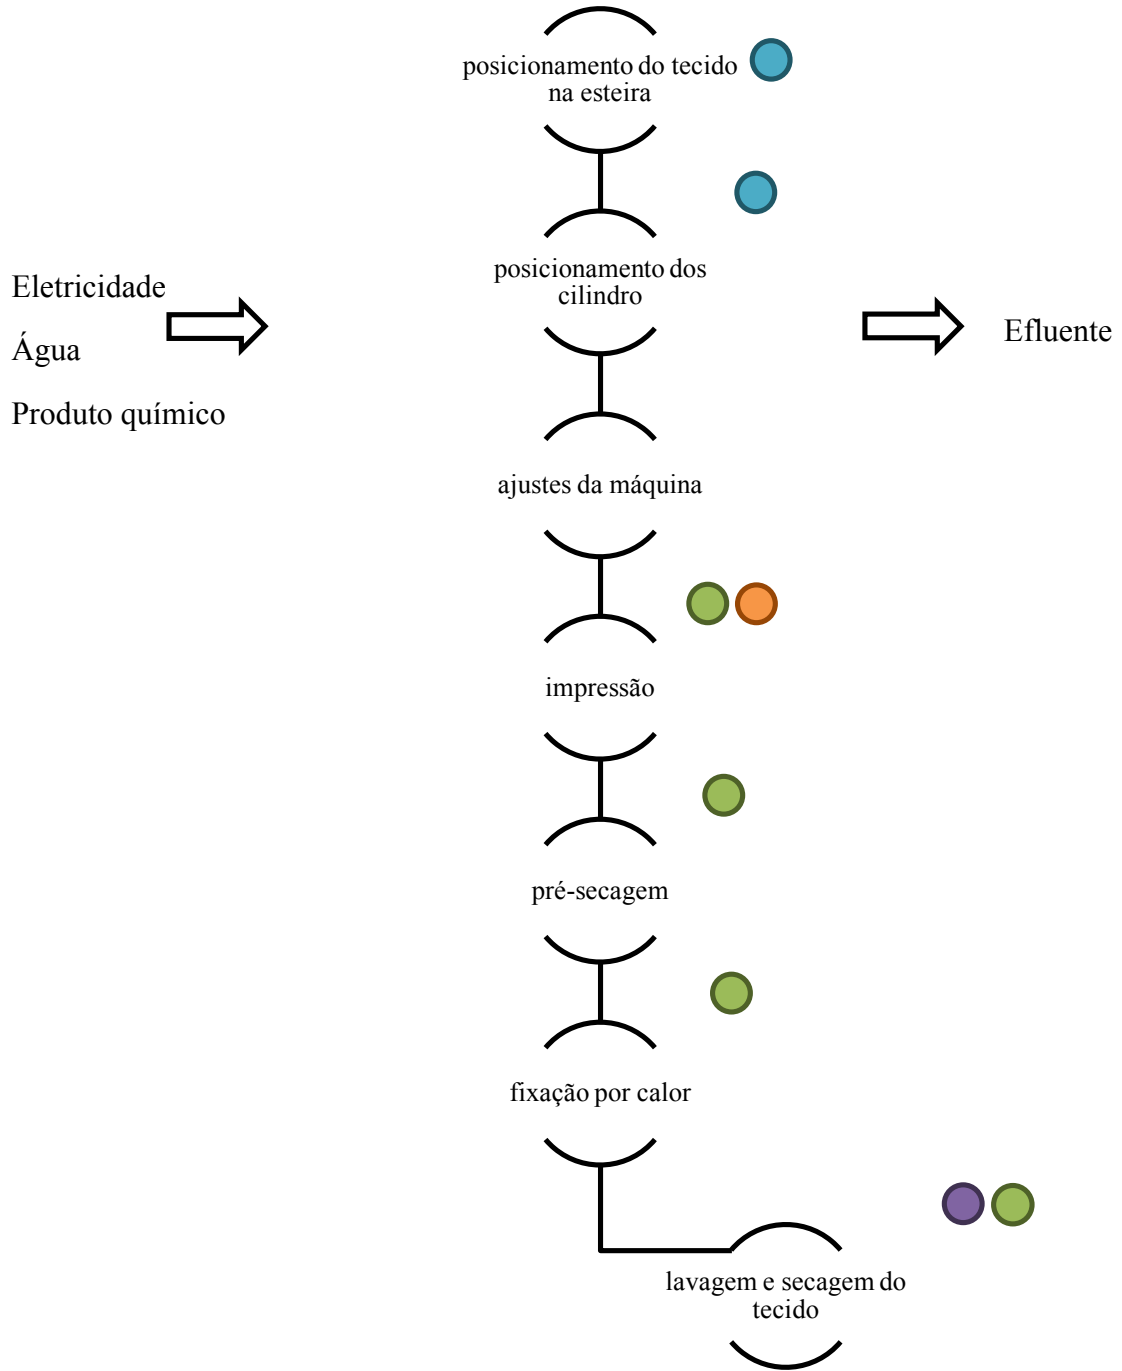 posicionamento do tecido
na esteira
posicionamento dos
cilindro
Eletricidade
Água
Produto químico
Efluente
ajustes da máquina
impressão
pré-secagem
fixação por calor
lavagem e secagem do
tecido